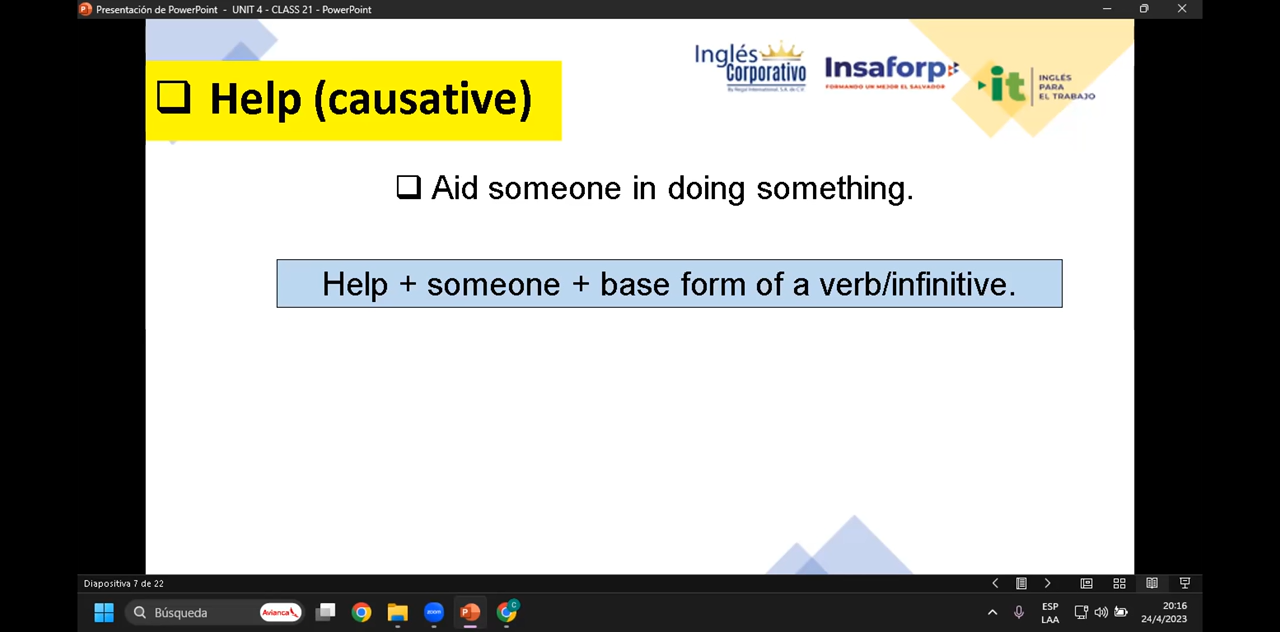 Presentación de PowerPoint - UNIT 4 - CLASS 21 - PowerPoint
Inglés
Corporativo
Insaforp
FORMANDO UN MEJOR EL SALVADOR
it
INGLÉS
PARA
EL TRABAJO
❑ Help (causative)
❑ Aid someone in doing something.
Help + someone + base form of a verb/infinitive.
Diapositiva 7 de 22
Búsqueda
Avianca
zoom
C
ESP
LAA
20:16
24/4/2023